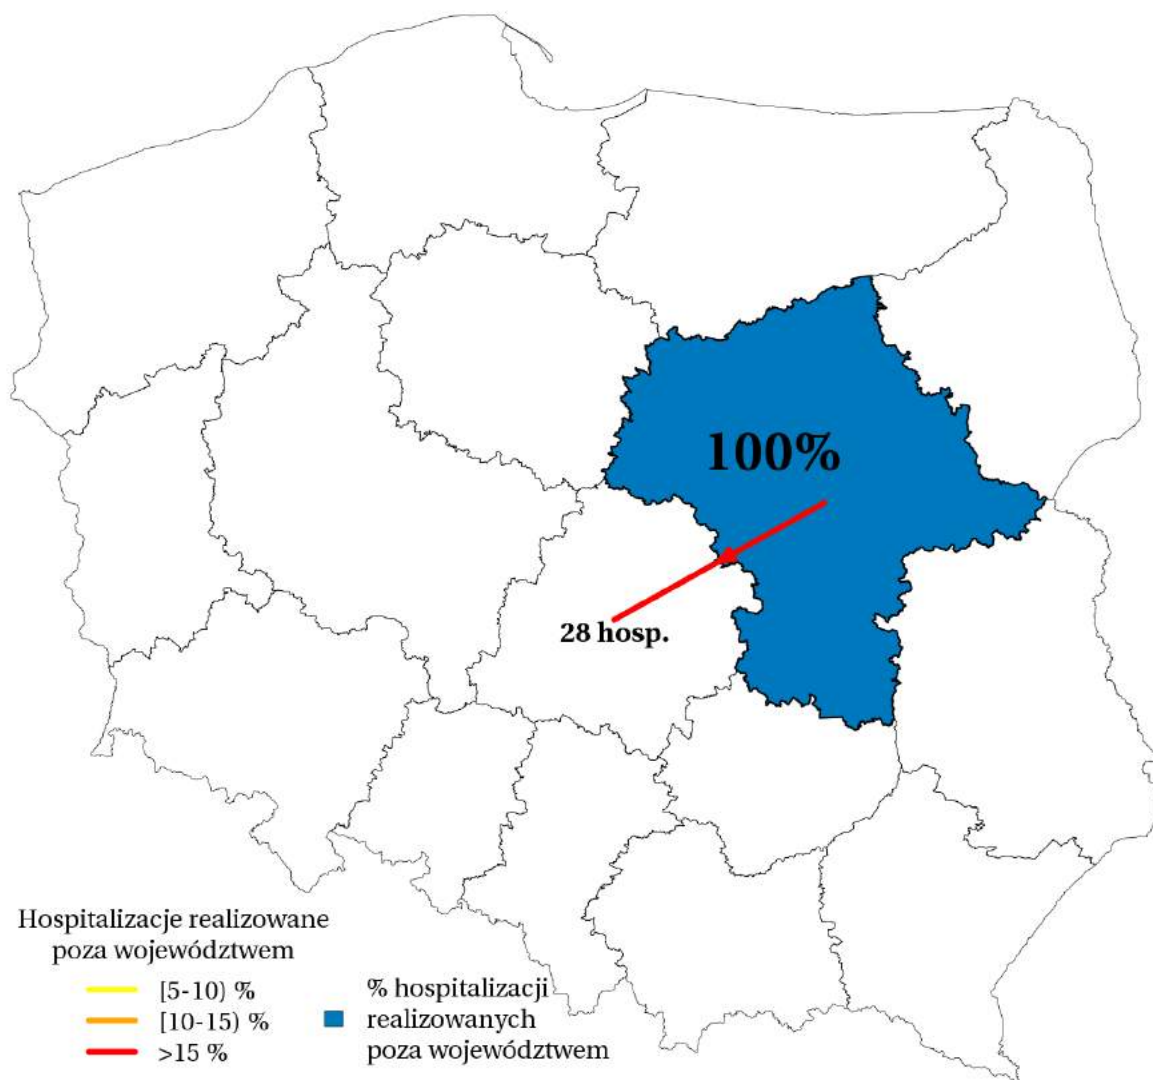 100%
28 hosp.
Hospitalizacje realizowane
poza województwem
[5-10) %
[10-15) %
>15 %
% hospitalizacji
realizowanych
poza województwem